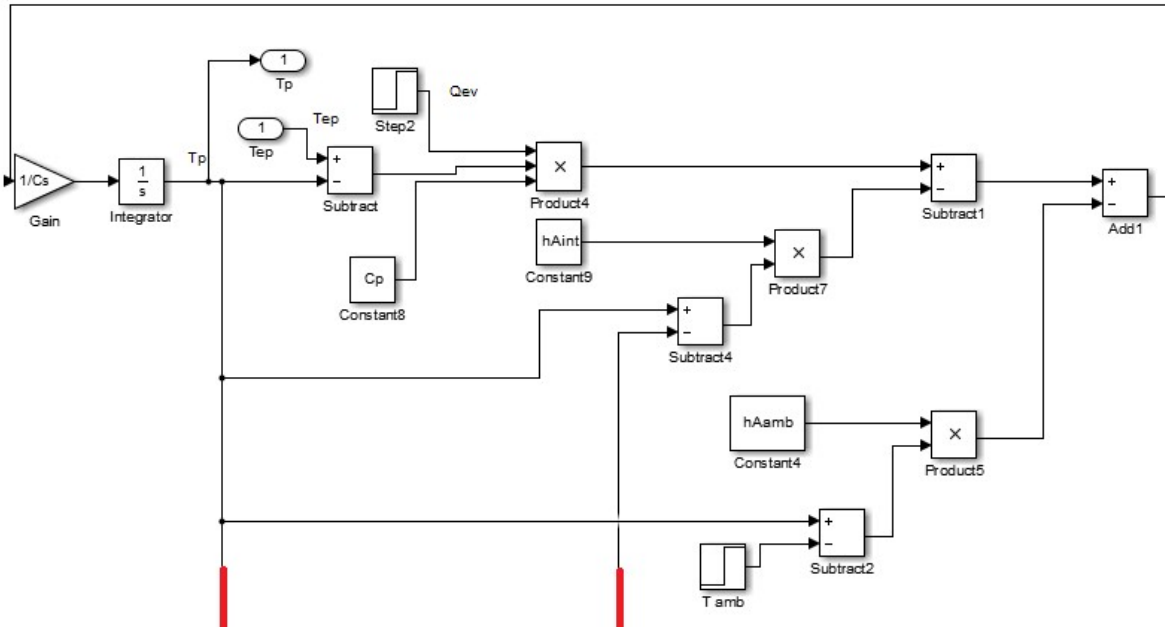 1
Tp
Qev
Step2
Tep
1
Tep
Tp
+
−
Subtract
×
Product4
1/Cs
Gain
1
s
Integrator
+
−
Subtract1
+
−
Add1
hAint
Constant9
×
Product7
Cp
Constant8
+
−
Subtract4
hAamb
Constant4
×
Product5
+
−
Subtract2
T amb